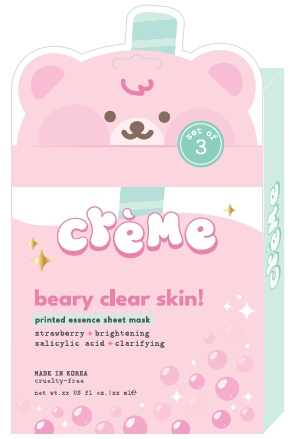 set of
3
crème
crème
beary clear skin!
printed essence sheet mask
strawberry + brightening
salicylic acid + clarifying
MADE IN KOREA
cruelty-free
net wt.xx US fl oz.|xx ml℮